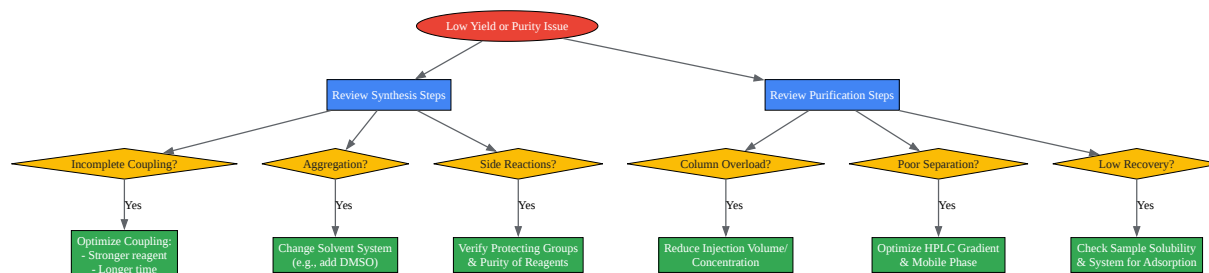 Low Yield or Purity Issue
Review Synthesis Steps
Review Purification Steps
Incomplete Coupling?
Aggregation?
Side Reactions?
Column Overload?
Poor Separation?
Low Recovery?
Yes
Yes
Yes
Yes
Yes
Yes
Optimize Coupling:
- Stronger reagent
- Longer time
Change Solvent System
(e.g., add DMSO)
Verify Protecting Groups
& Purity of Reagents
Reduce Injection Volume/
Concentration
Optimize HPLC Gradient
& Mobile Phase
Check Sample Solubility
& System for Adsorption